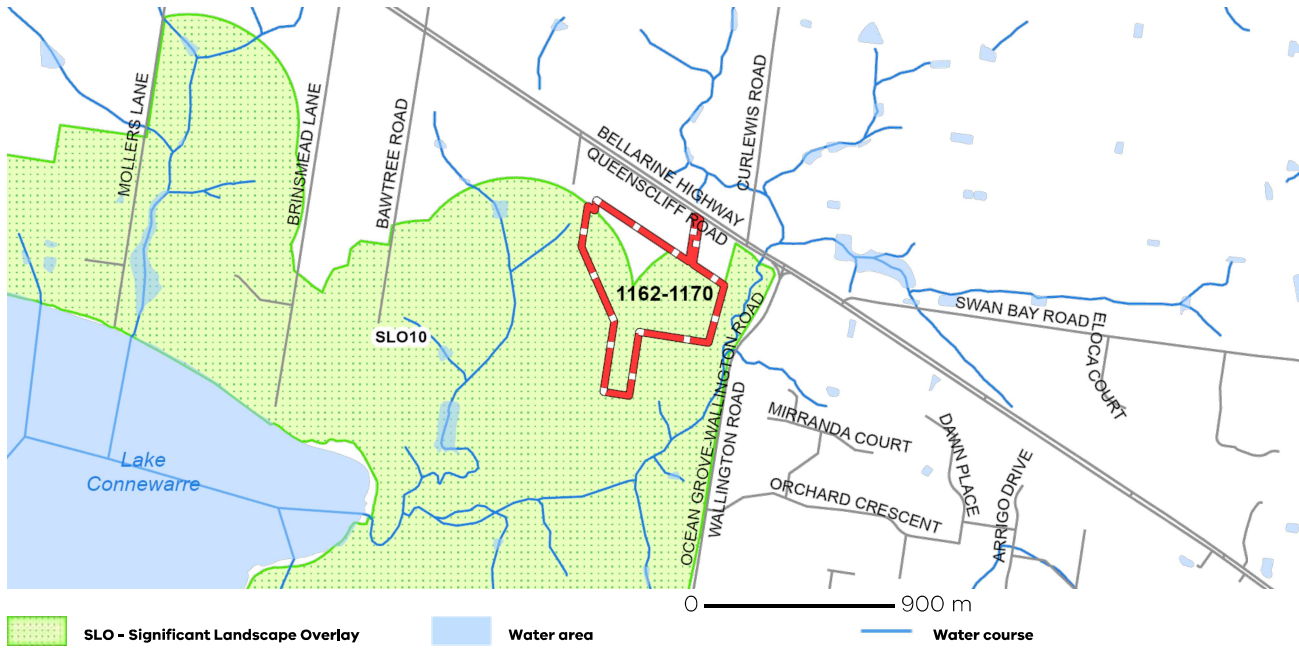 MOLLERS LANE
BRINSMEAD LANE
BAWTREE ROAD
BELLARINE HIGHWAY
QUEENSCLIFF ROAD
CURLEWIS ROAD
1162-1170
SLO10
SWAN BAY ROAD
ELOCA COURT
OCEAN GROVE-WALLINGTON ROAD
WALLINGTON ROAD
MIRRANDA COURT
DAWN PLACE
ORCHARD CRESCENT
ARRIGO DRIVE
Lake
Connewarre
0 900 m
SLO - Significant Landscape Overlay
Water area
Water course